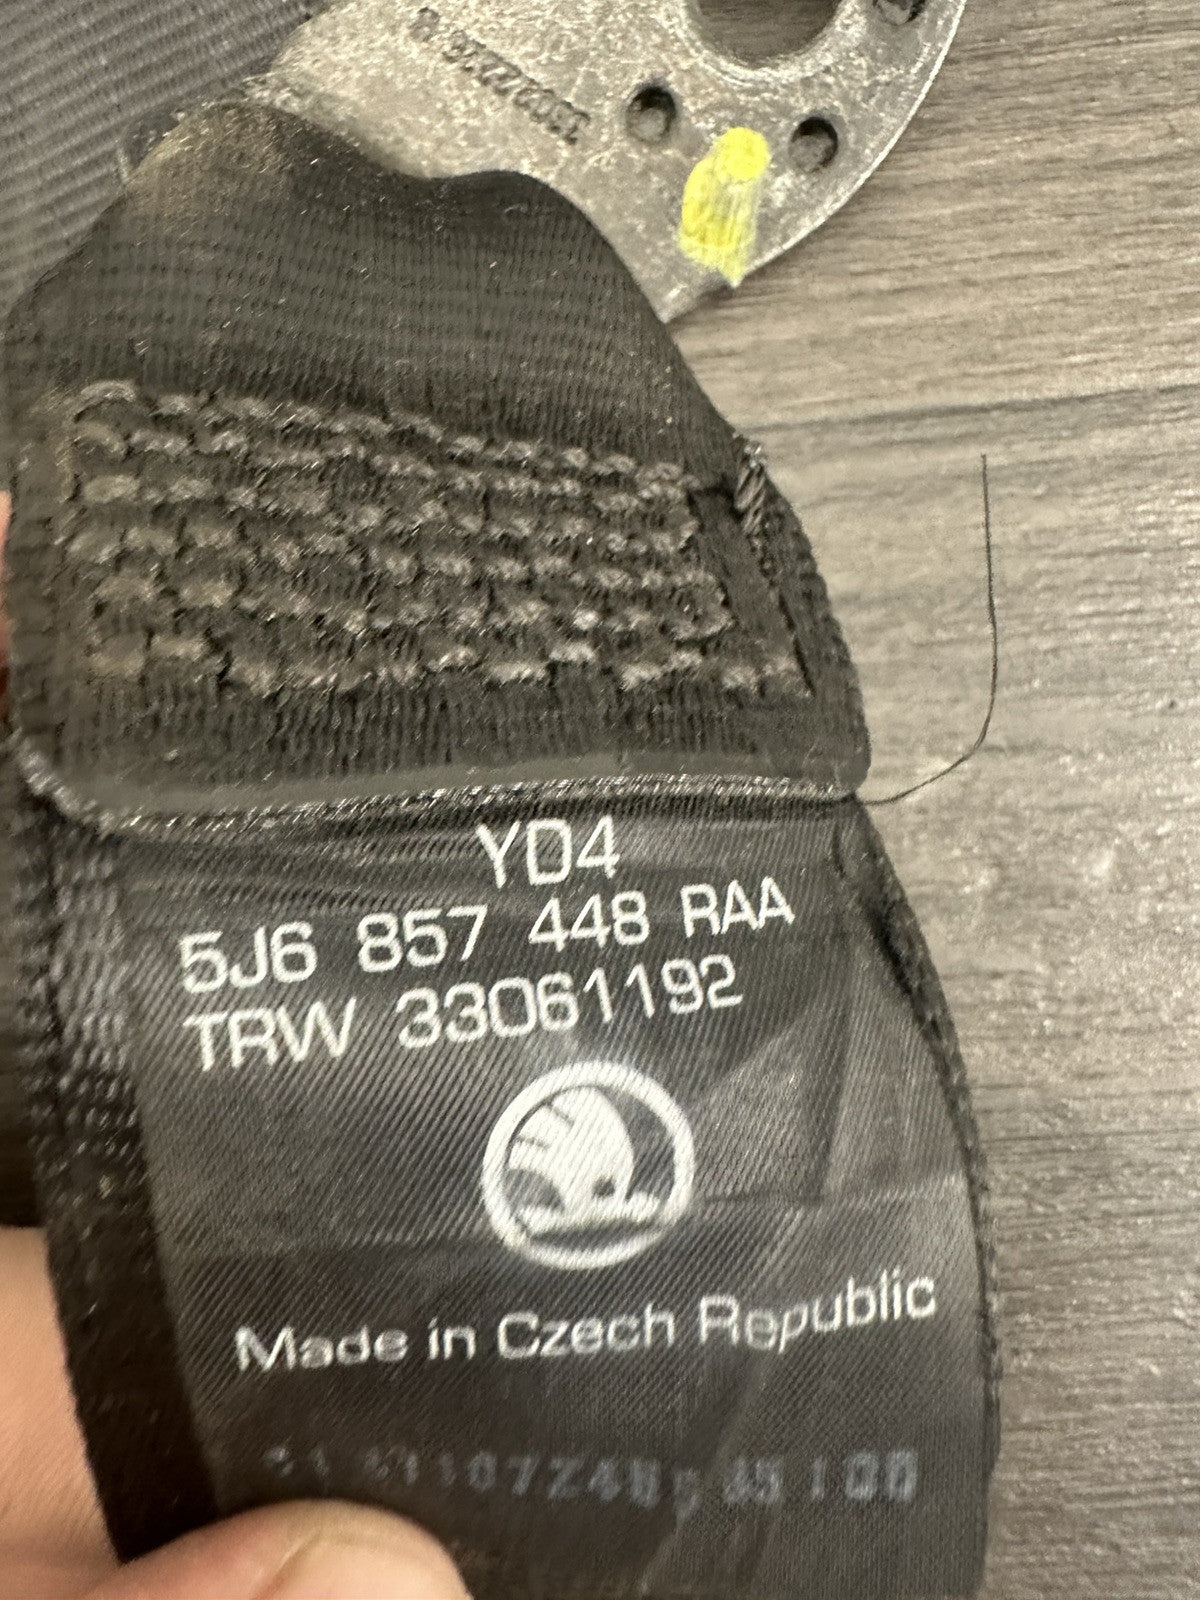 YD4
5J6 857 448 RAA
TRW 33061192
Made in Czech Republic